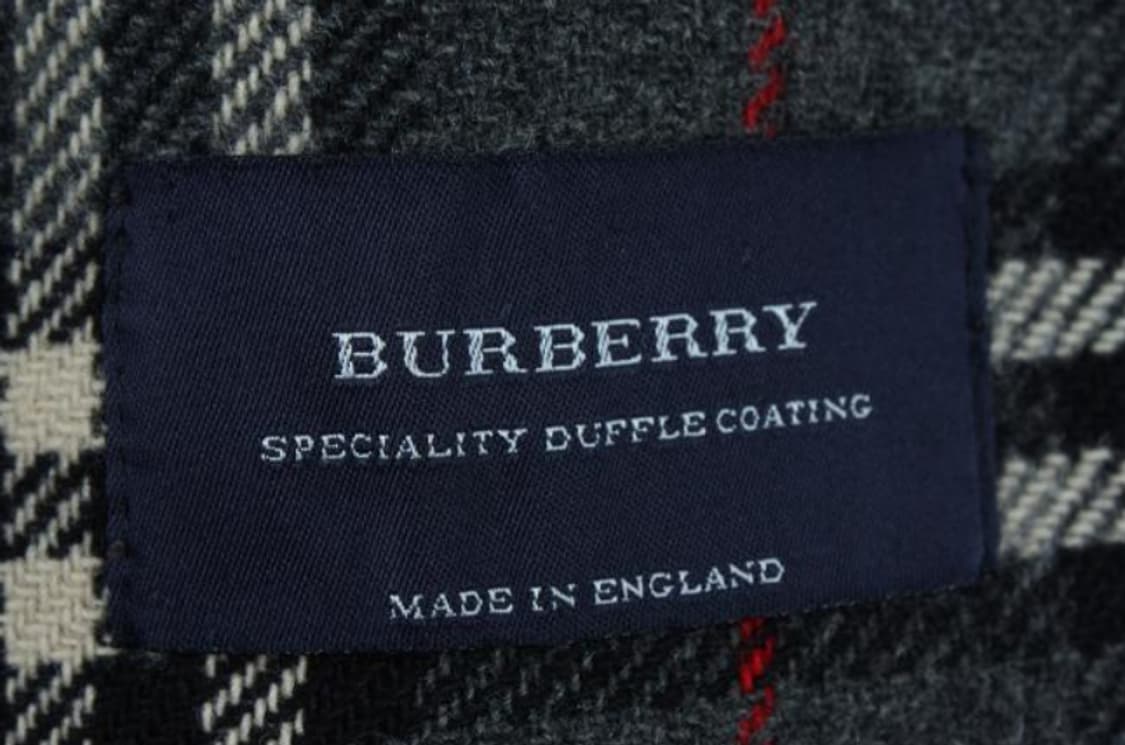 BURBERRY
SPECIALITY DUFFLE COATING
MADE IN ENGLAND